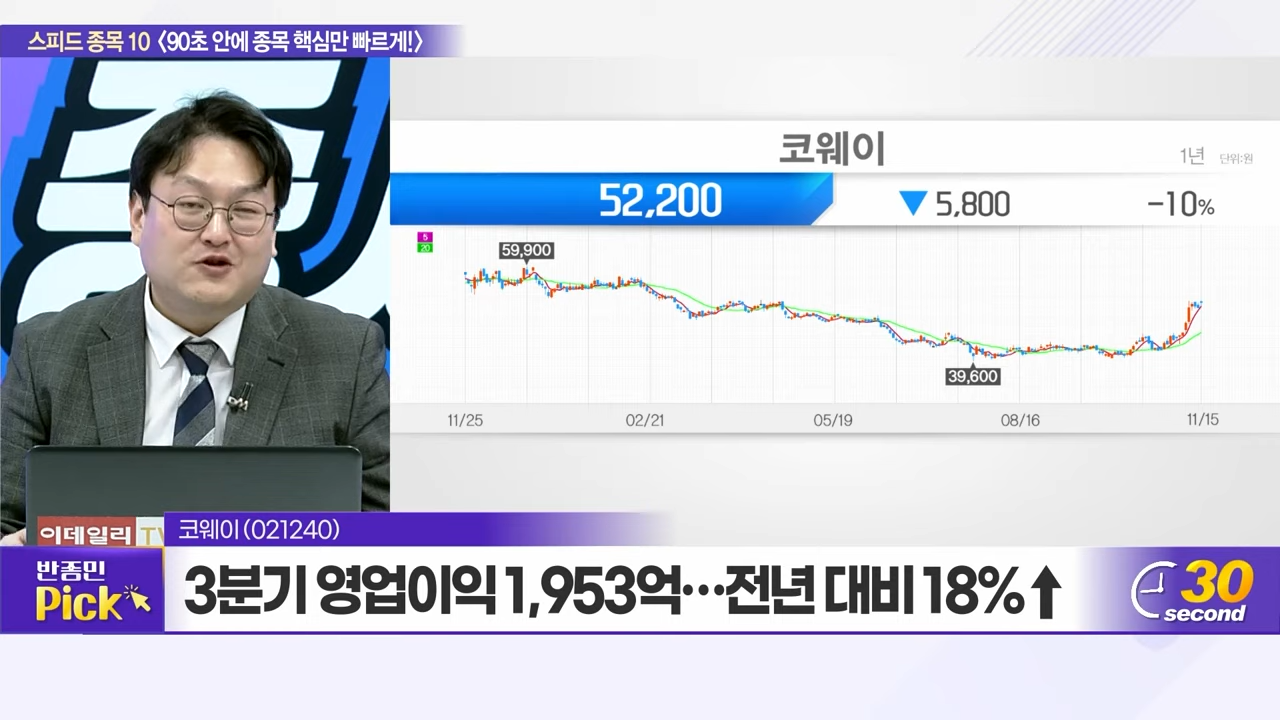 스피드 종목 10 <90초 안에 종목 핵심만 빠르게!>
코웨이
1년 단위:원
52,200 ▼ 5,800 -10%
5
20
59,900
39,600
11/25 02/21 05/19 08/16 11/15
이데일리 TV
코웨이(021240)
반종민
Pick
3분기 영업이익 1,953억…전년 대비 18%↑
30
second